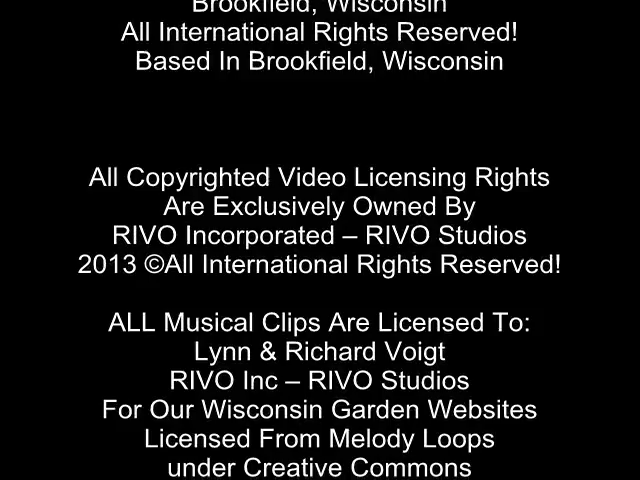 Brookfield, Wisconsin
All International Rights Reserved!
Based In Brookfield, Wisconsin
All Copyrighted Video Licensing Rights
Are Exclusively Owned By
RIVO Incorporated – RIVO Studios
2013 ©All International Rights Reserved!
ALL Musical Clips Are Licensed To:
Lynn & Richard Voigt
RIVO Inc – RIVO Studios
For Our Wisconsin Garden Websites
Licensed From Melody Loops
under Creative Commons